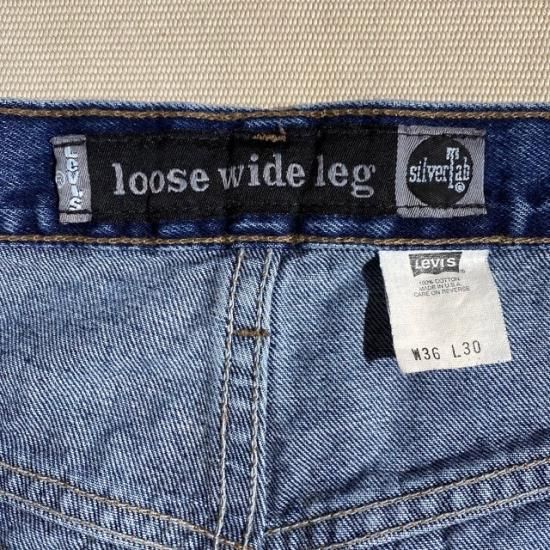 LEVI'S ®
loose wide leg
silverTab ®
LEVI'S
100% COTTON
MADE IN U.S.A.
CARE ON REVERSE
W36 L30